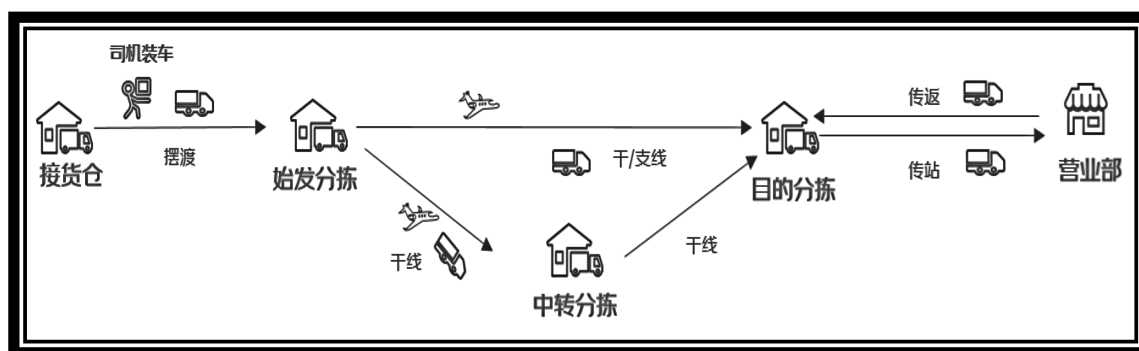 司机装车
接货仓
摆渡
始发分拣
干/支线
干线
中转分拣
干线
目的分拣
传返
传站
营业部